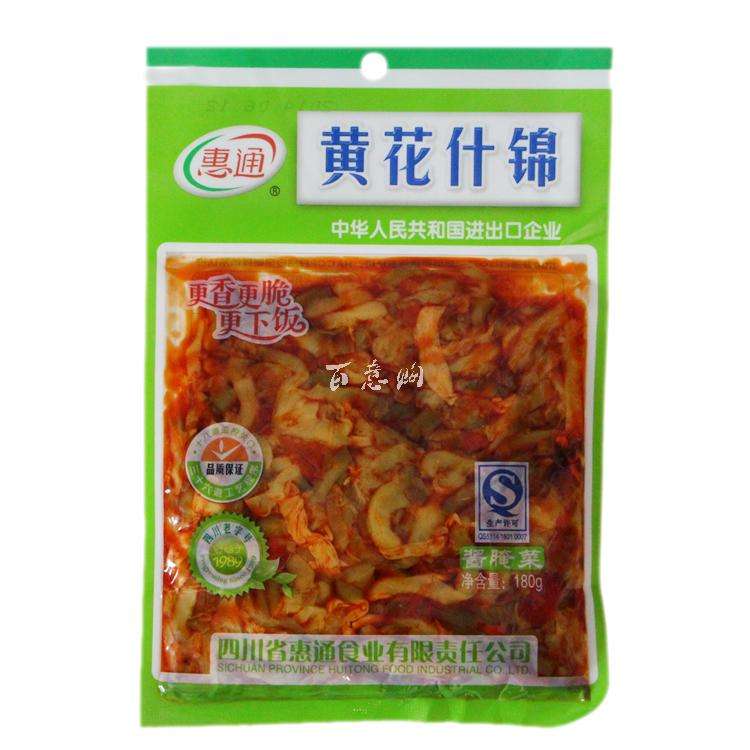 惠通
®
黄花什锦
中华人民共和国进出口企业
更香更脆
更下饭
百意购
品质保证
四川老字号
1989
生产许可
酱腌菜
净含量：180g
四川省惠通食业有限责任公司
SICHUAN PROVINCE HUITONG FOOD INDUSTRIAL CO.,LTD.